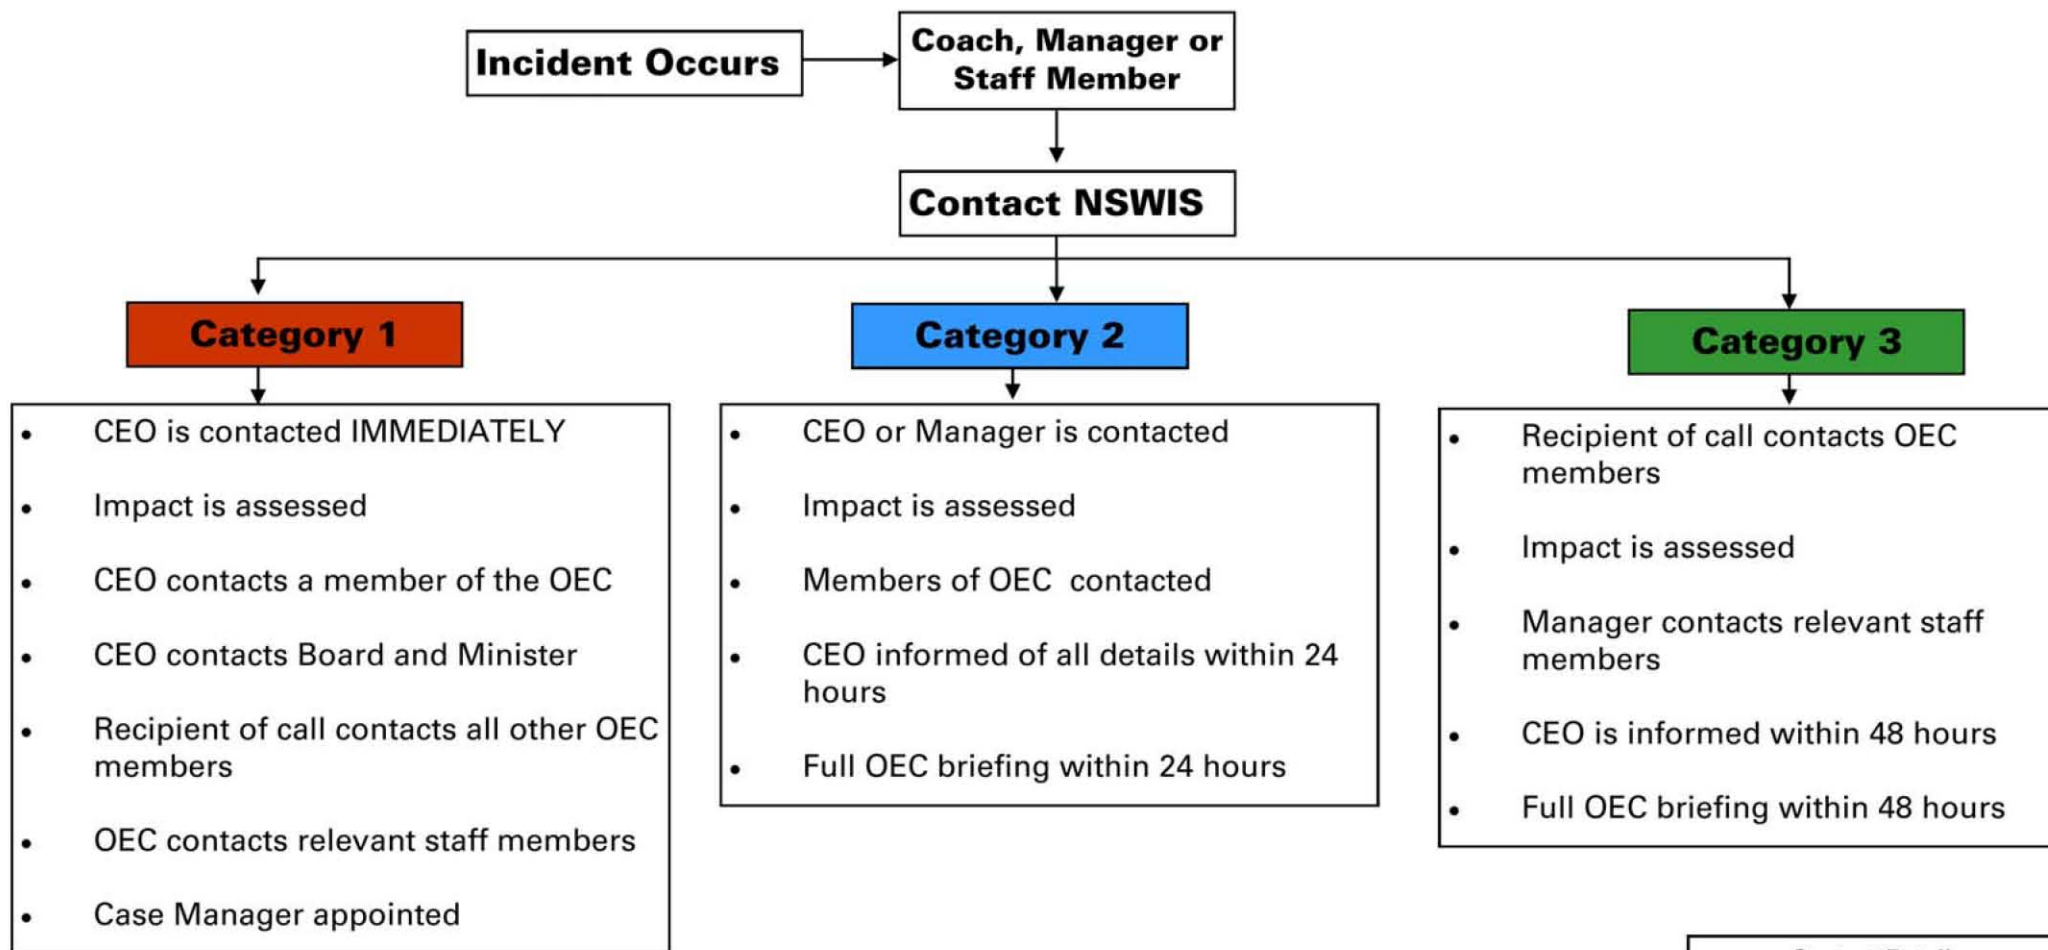 Incident Occurs
Coach, Manager or
Staff Member
Contact NSWIS
Category 1
• CEO is contacted IMMEDIATELY
• Impact is assessed
• CEO contacts a member of the OEC
• CEO contacts Board and Minister
• Recipient of call contacts all other OEC
members
• OEC contacts relevant staff members
• Case Manager appointed
Category 2
• CEO or Manager is contacted
• Impact is assessed
• Members of OEC  contacted
• CEO informed of all details within 24
hours
• Full OEC briefing within 24 hours
Category 3
• Recipient of call contacts OEC
members
• Impact is assessed
• Manager contacts relevant staff
members
• CEO is informed within 48 hours
• Full OEC briefing within 48 hours